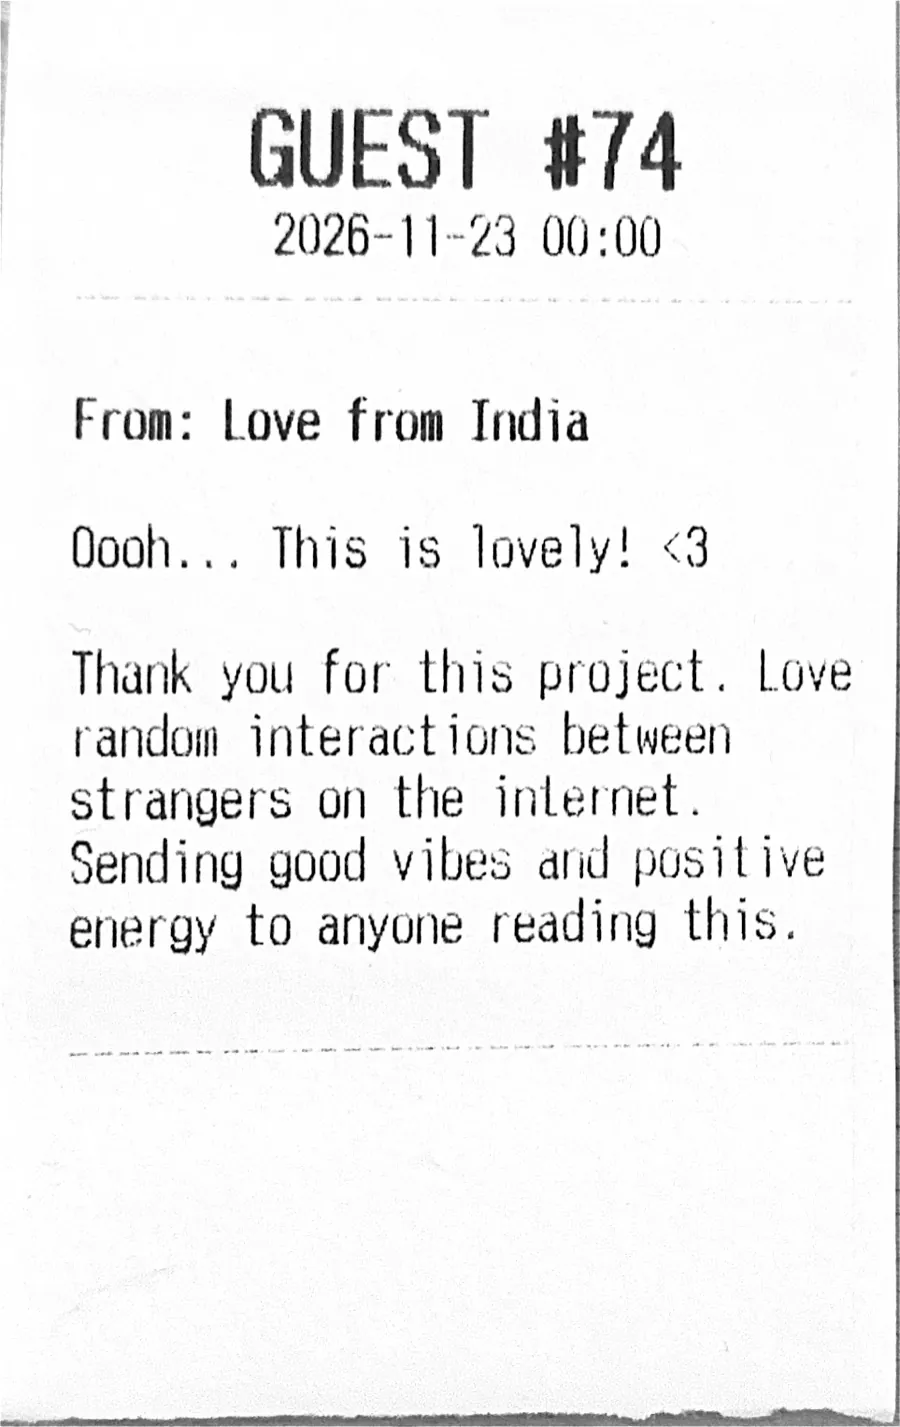 GUEST #74
2026-11-23 00:00
From: Love from India
Oooh... This is lovely! <3
Thank you for this project. Love
random interactions between
strangers on the internet.
Sending good vibes and positive
energy to anyone reading this.